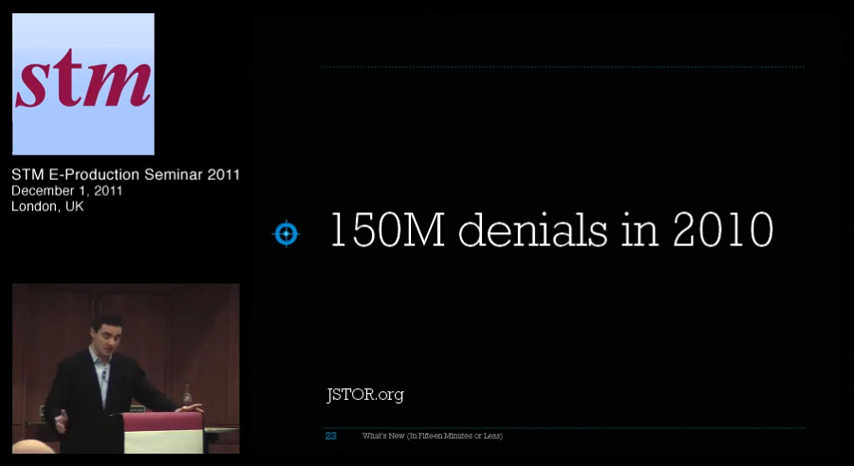 stm
STM E-Production Seminar 2011
December 1, 2011
London, UK
150M denials in 2010
JSTOR.org
23 What's New (In Fifteen Minutes or Less)